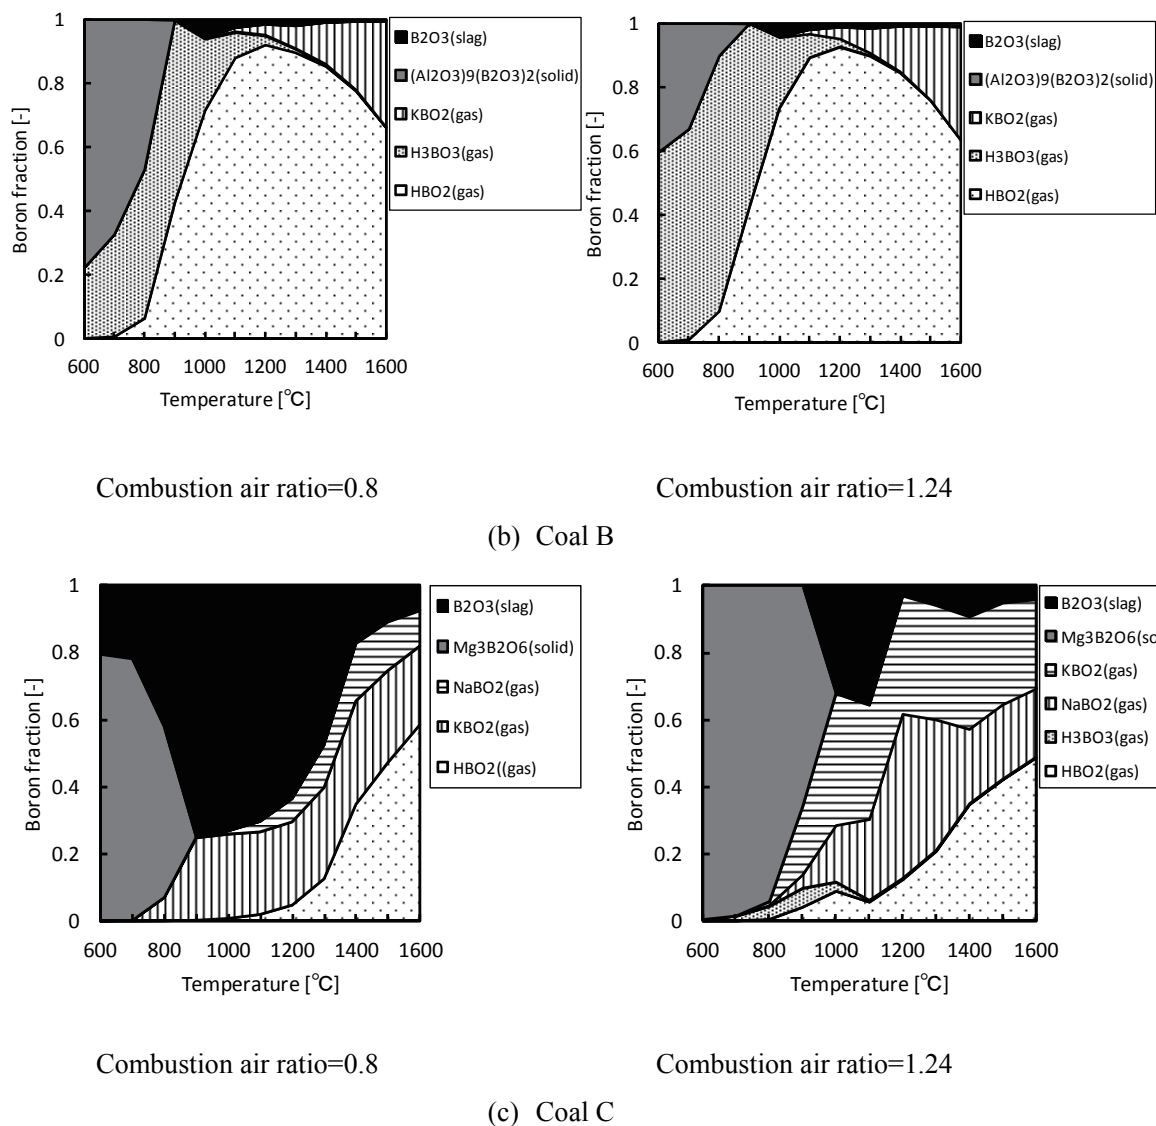 1
0.8
0.6
0.4
0.2
0
Boron fraction [-]
600 800 1000 1200 1400 1600
Temperature [℃]
B2O3(slag)
(Al2O3)9(B2O3)2(solid)
KBO2(gas)
H3BO3(gas)
HBO2(gas)
1
0.8
0.6
0.4
0.2
0
Boron fraction [-]
600 800 1000 1200 1400 1600
Temperature [℃]
B2O3(slag)
(Al2O3)9(B2O3)2(solid)
KBO2(gas)
H3BO3(gas)
HBO2(gas)
Combustion air ratio=0.8 Combustion air ratio=1.24
(b) Coal B
1
0.8
0.6
0.4
0.2
0
Boron fraction [-]
600 800 1000 1200 1400 1600
Temperature [℃]
B2O3(slag)
Mg3B2O6(solid)
NaBO2(gas)
KBO2(gas)
HBO2((gas)
1
0.8
0.6
0.4
0.2
0
Boron fraction [-]
600 800 1000 1200 1400 1600
Temperature [℃]
B2O3(slag)
Mg3B2O6(so
KBO2(gas)
NaBO2(gas)
H3BO3(gas)
HBO2(gas)
Combustion air ratio=0.8 Combustion air ratio=1.24
(c) Coal C